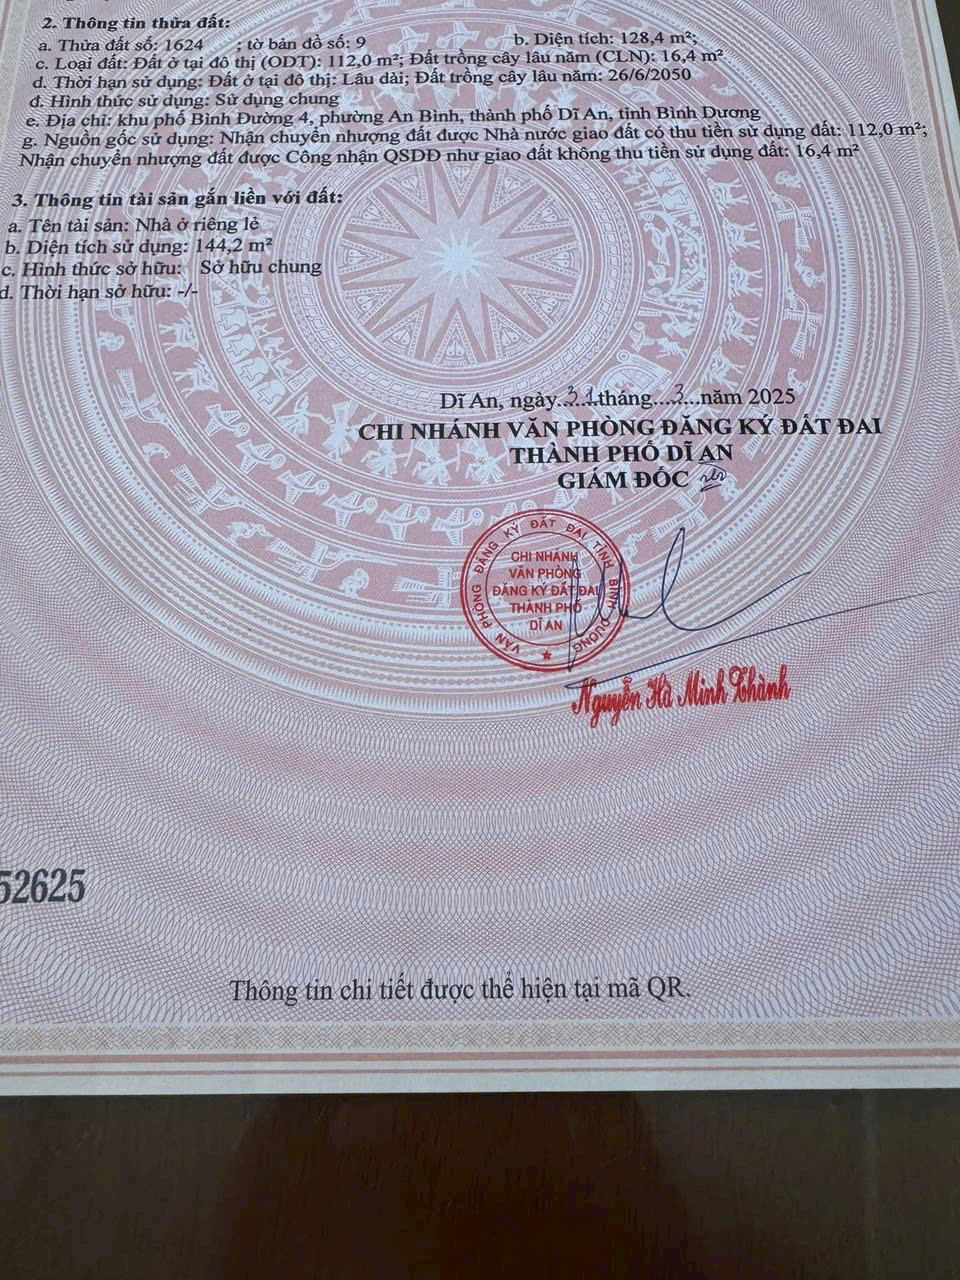 2. Thông tin thửa đất:
a. Thửa đất số: 1624 ; tờ bản đồ số: 9 b. Diện tích: 128,4 m²;
c. Loại đất: Đất ở tại đô thị (ODT): 112,0 m²; Đất trồng cây lâu năm (CLN): 16,4 m².
d. Thời hạn sử dụng: Đất ở tại đô thị: Lâu dài; Đất trồng cây lâu năm: 26/6/2050
đ. Hình thức sử dụng: Sử dụng chung
e. Địa chỉ: khu phố Bình Đường 4, phường An Bình, thành phố Dĩ An, tỉnh Bình Dương
g. Nguồn gốc sử dụng: Nhận chuyển nhượng đất được Nhà nước giao đất có thu tiền sử dụng đất: 112,0 m²;
Nhận chuyển nhượng đất được Công nhận QSDĐ như giao đất không thu tiền sử dụng đất: 16,4 m²
3. Thông tin tài sản gắn liền với đất:
a. Tên tài sản: Nhà ở riêng lẻ
b. Diện tích sử dụng: 144,2 m²
c. Hình thức sở hữu: Sở hữu chung
d. Thời hạn sở hữu: -/-
Dĩ An, ngày...31.tháng....3...năm 2025
CHI NHÁNH VĂN PHÒNG ĐĂNG KÝ ĐẤT ĐAI
THÀNH PHỐ DĨ AN
GIÁM ĐỐC
VĂN PHÒNG ĐĂNG KÝ ĐẤT ĐAI TỈNH BÌNH DƯƠNG
CHI NHÁNH
VĂN PHÒNG
ĐĂNG KÝ ĐẤT ĐAI
THÀNH PHỐ
DĨ AN
Nguyễn Hà Minh Thành
52625
Thông tin chi tiết được thể hiện tại mã QR.